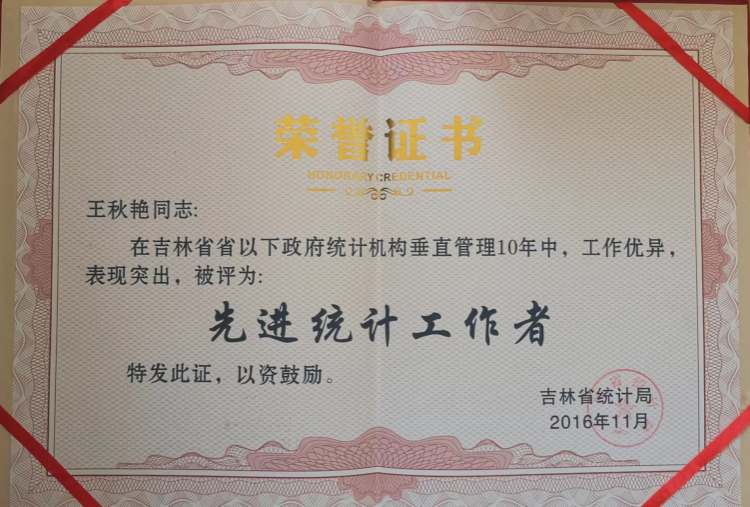 荣誉证书
HONORARY CREDENTIAL
王秋艳同志:
在吉林省省以下政府统计机构垂直管理10年中，工作优异，
表现突出，被评为:
先进统计工作者
特发此证，以资鼓励。
吉林省统计局
2016年11月